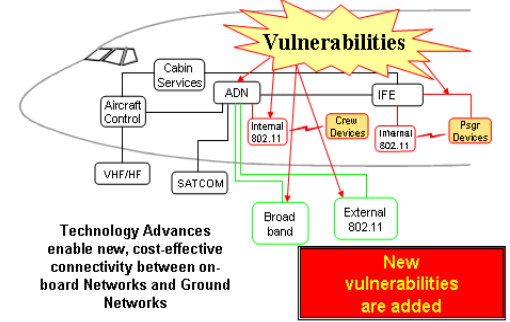 Vulnerabilities
Cabin
Services
ADN
IFE
Aircraft
Control
Internal
802.11
Crew
Devices
Internal
802.11
Psgr
Devices
VHF/HF
SATCOM
Broad
band
External
802.11
Technology Advances
enable new, cost-effective
connectivity between on-
board Networks and Ground
Networks
New
vulnerabilities
are added